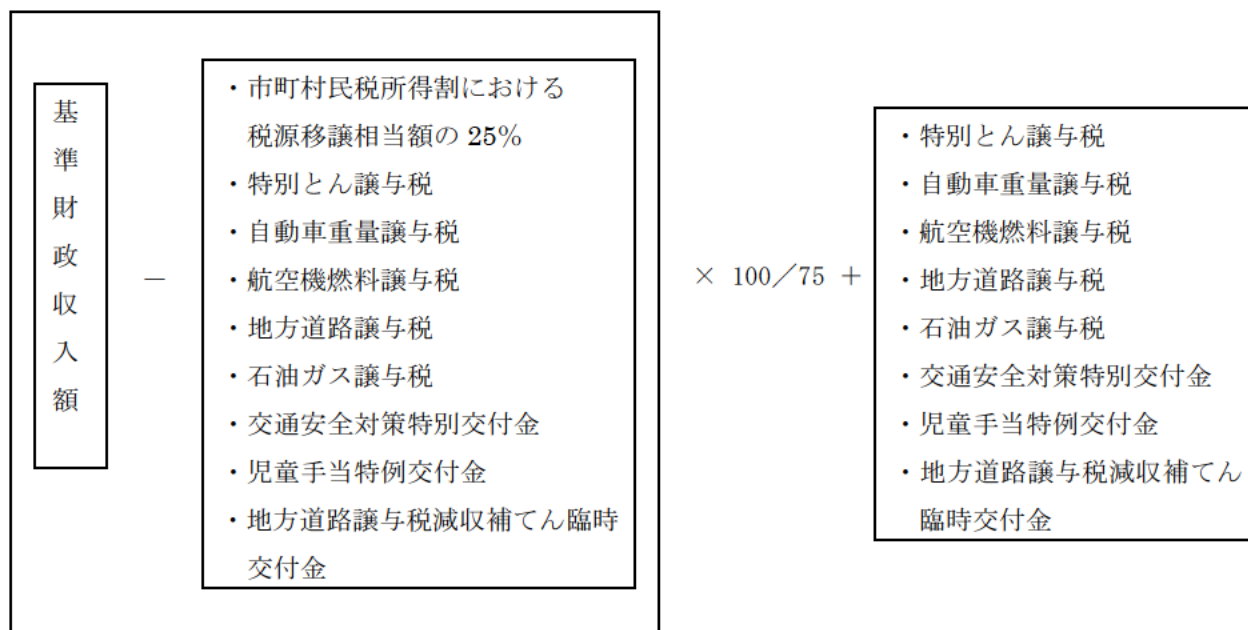 基準財政収入額
－
・市町村民税所得割における
税源移譲相当額の 25%
・特別とん譲与税
・自動車重量譲与税
・航空機燃料譲与税
・地方道路譲与税
・石油ガス譲与税
・交通安全対策特別交付金
・児童手当特例交付金
・地方道路譲与税減収補てん臨時
交付金
× 100／75 ＋
・特別とん譲与税
・自動車重量譲与税
・航空機燃料譲与税
・地方道路譲与税
・石油ガス譲与税
・交通安全対策特別交付金
・児童手当特例交付金
・地方道路譲与税減収補てん
臨時交付金